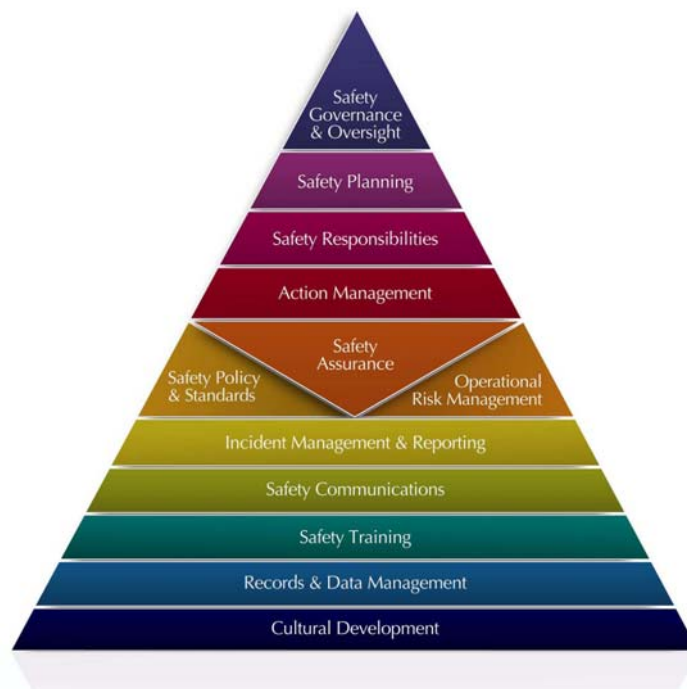 Safety
Governance
& Oversight
Safety Planning
Safety Responsibilities
Action Management
Safety
Assurance
Safety Policy
& Standards
Operational
Risk Management
Incident Management & Reporting
Safety Communications
Safety Training
Records & Data Management
Cultural Development